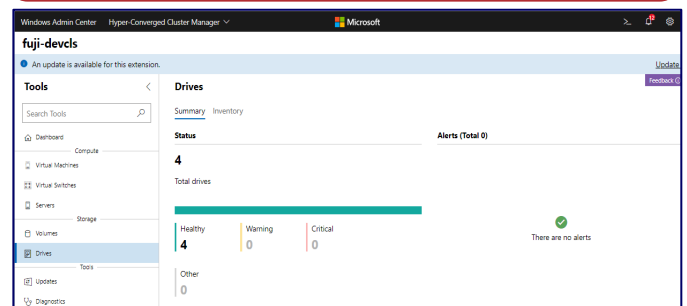 Windows Admin Center Hyper-Converged Cluster Manager Microsoft 12
fuji-devcls
An update is available for this extension. Update
Tools Drives Feedback
Search Tools Summary Inventory
Dashboard Status Alerts (Total 0)
Compute 4
Virtual Machines Total drives
Virtual Switches
Servers
Storage Healthy Warning Critical
Volumes 4 0 0 There are no alerts
Drives
Tools Other
Updates 0
Diagnostics